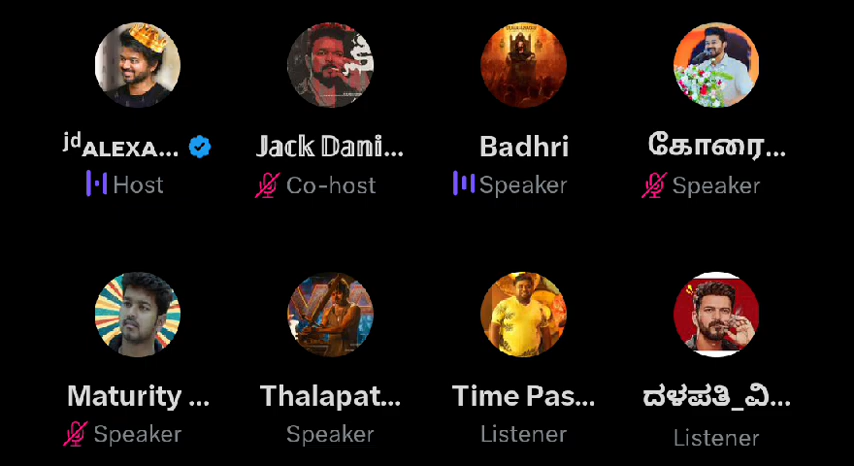 jdALEXA...
Jack Dani...
Badhri
கோரை...
Host
Co-host
Speaker
Speaker
Maturity ...
Thalapat...
Time Pas...
ದಳಪತಿ_ವಿ...
Speaker
Speaker
Listener
Listener